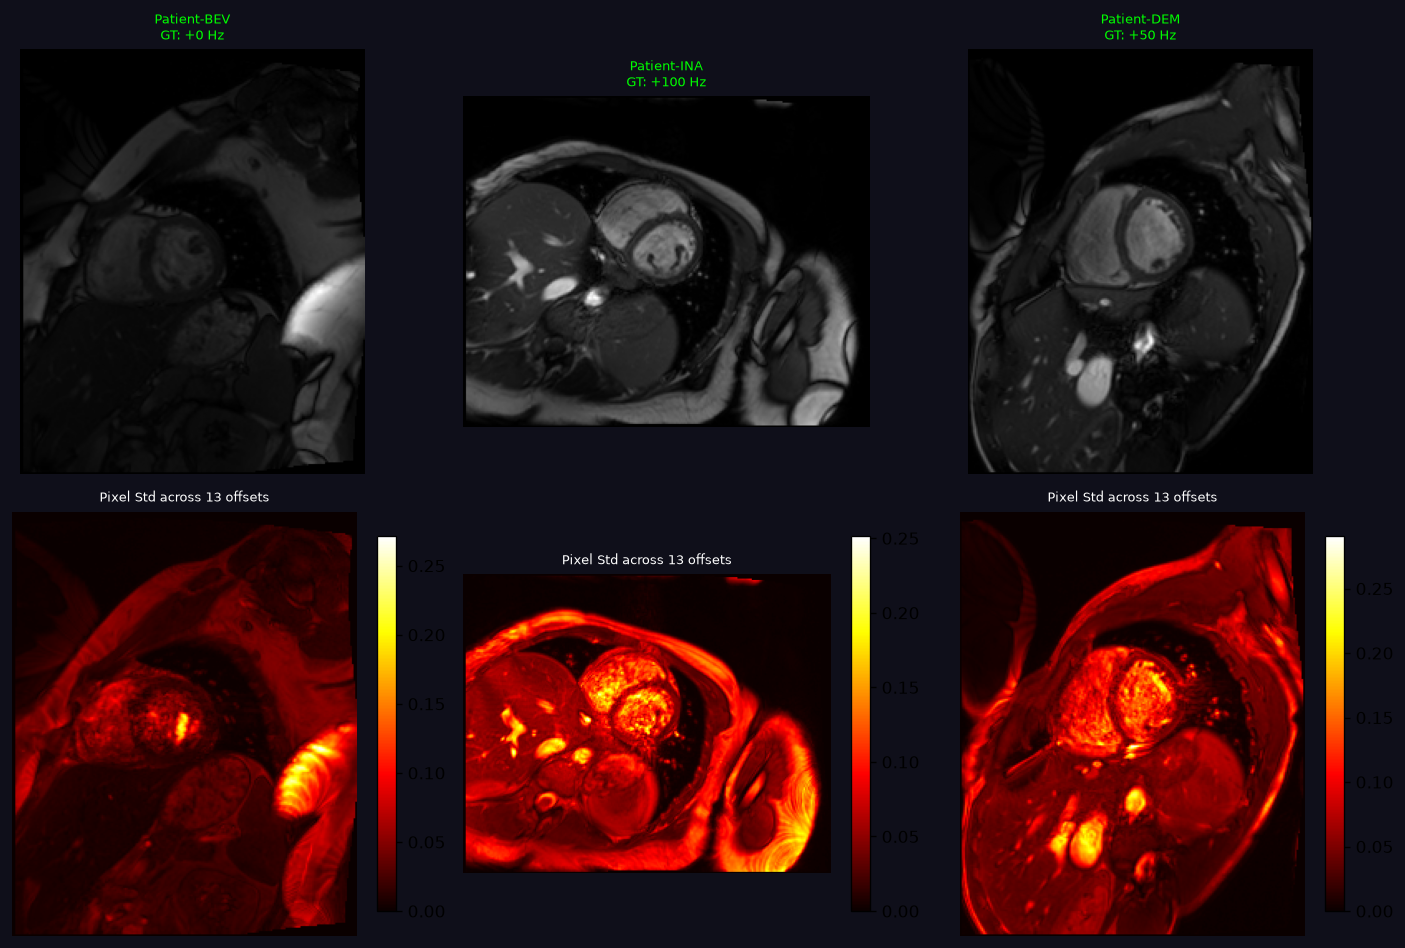 Patient-BEV
GT: +0 Hz
Patient-INA
GT: +100 Hz
Patient-DEM
GT: +50 Hz
Pixel Std across 13 offsets
0.25
0.20
0.15
0.10
0.05
0.00
Pixel Std across 13 offsets
0.25
0.20
0.15
0.10
0.05
0.00
Pixel Std across 13 offsets
0.25
0.20
0.15
0.10
0.05
0.00